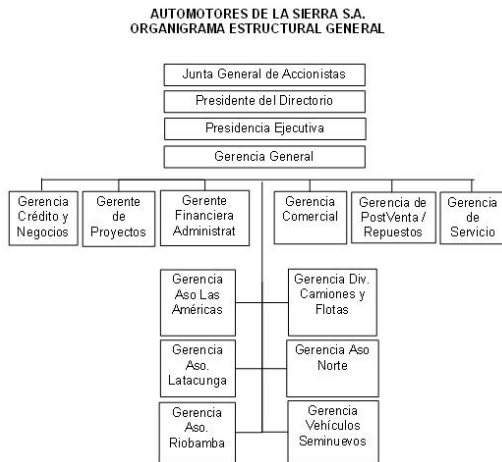 AUTOMOTORES DE LA SIERRA S.A.
ORGANIGRAMA ESTRUCTURAL GENERAL
Junta General de Accionistas
Presidente del Directorio
Presidencia Ejecutiva
Gerencia General
Gerencia
Crédito y
Negocios
Gerente
de
Proyectos
Gerente
Financiera
Administrat
Gerencia
Comercial
Gerencia de
PostVenta /
Repuestos
Gerencia
de
Servicio
Gerencia
Aso Las
Américas
Gerencia Div.
Camiones y
Flotas
Gerencia
Aso.
Latacunga
Gerencia Aso
Norte
Gerencia
Aso.
Riobamba
Gerencia
Vehículos
Seminuevos